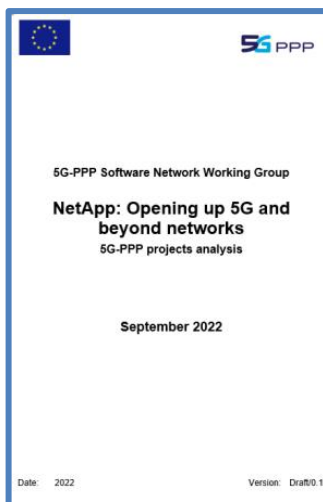 5G PPP
5G-PPP Software Network Working Group
NetApp: Opening up 5G and
beyond networks
5G-PPP projects analysis
September 2022
Date: 2022 Version: Draft/0.1